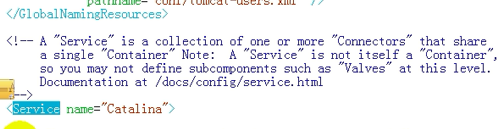 pathname="conf/tomcat-users.xml" />
</GlobalNamingResources>
<!-- A "Service" is a collection of one or more "Connectors" that share
a single "Container" Note: A "Service" is not itself a "Container",
so you may not define subcomponents such as "Valves" at this level.
Documentation at /docs/config/service.html
-->
<Service name="Catalina">